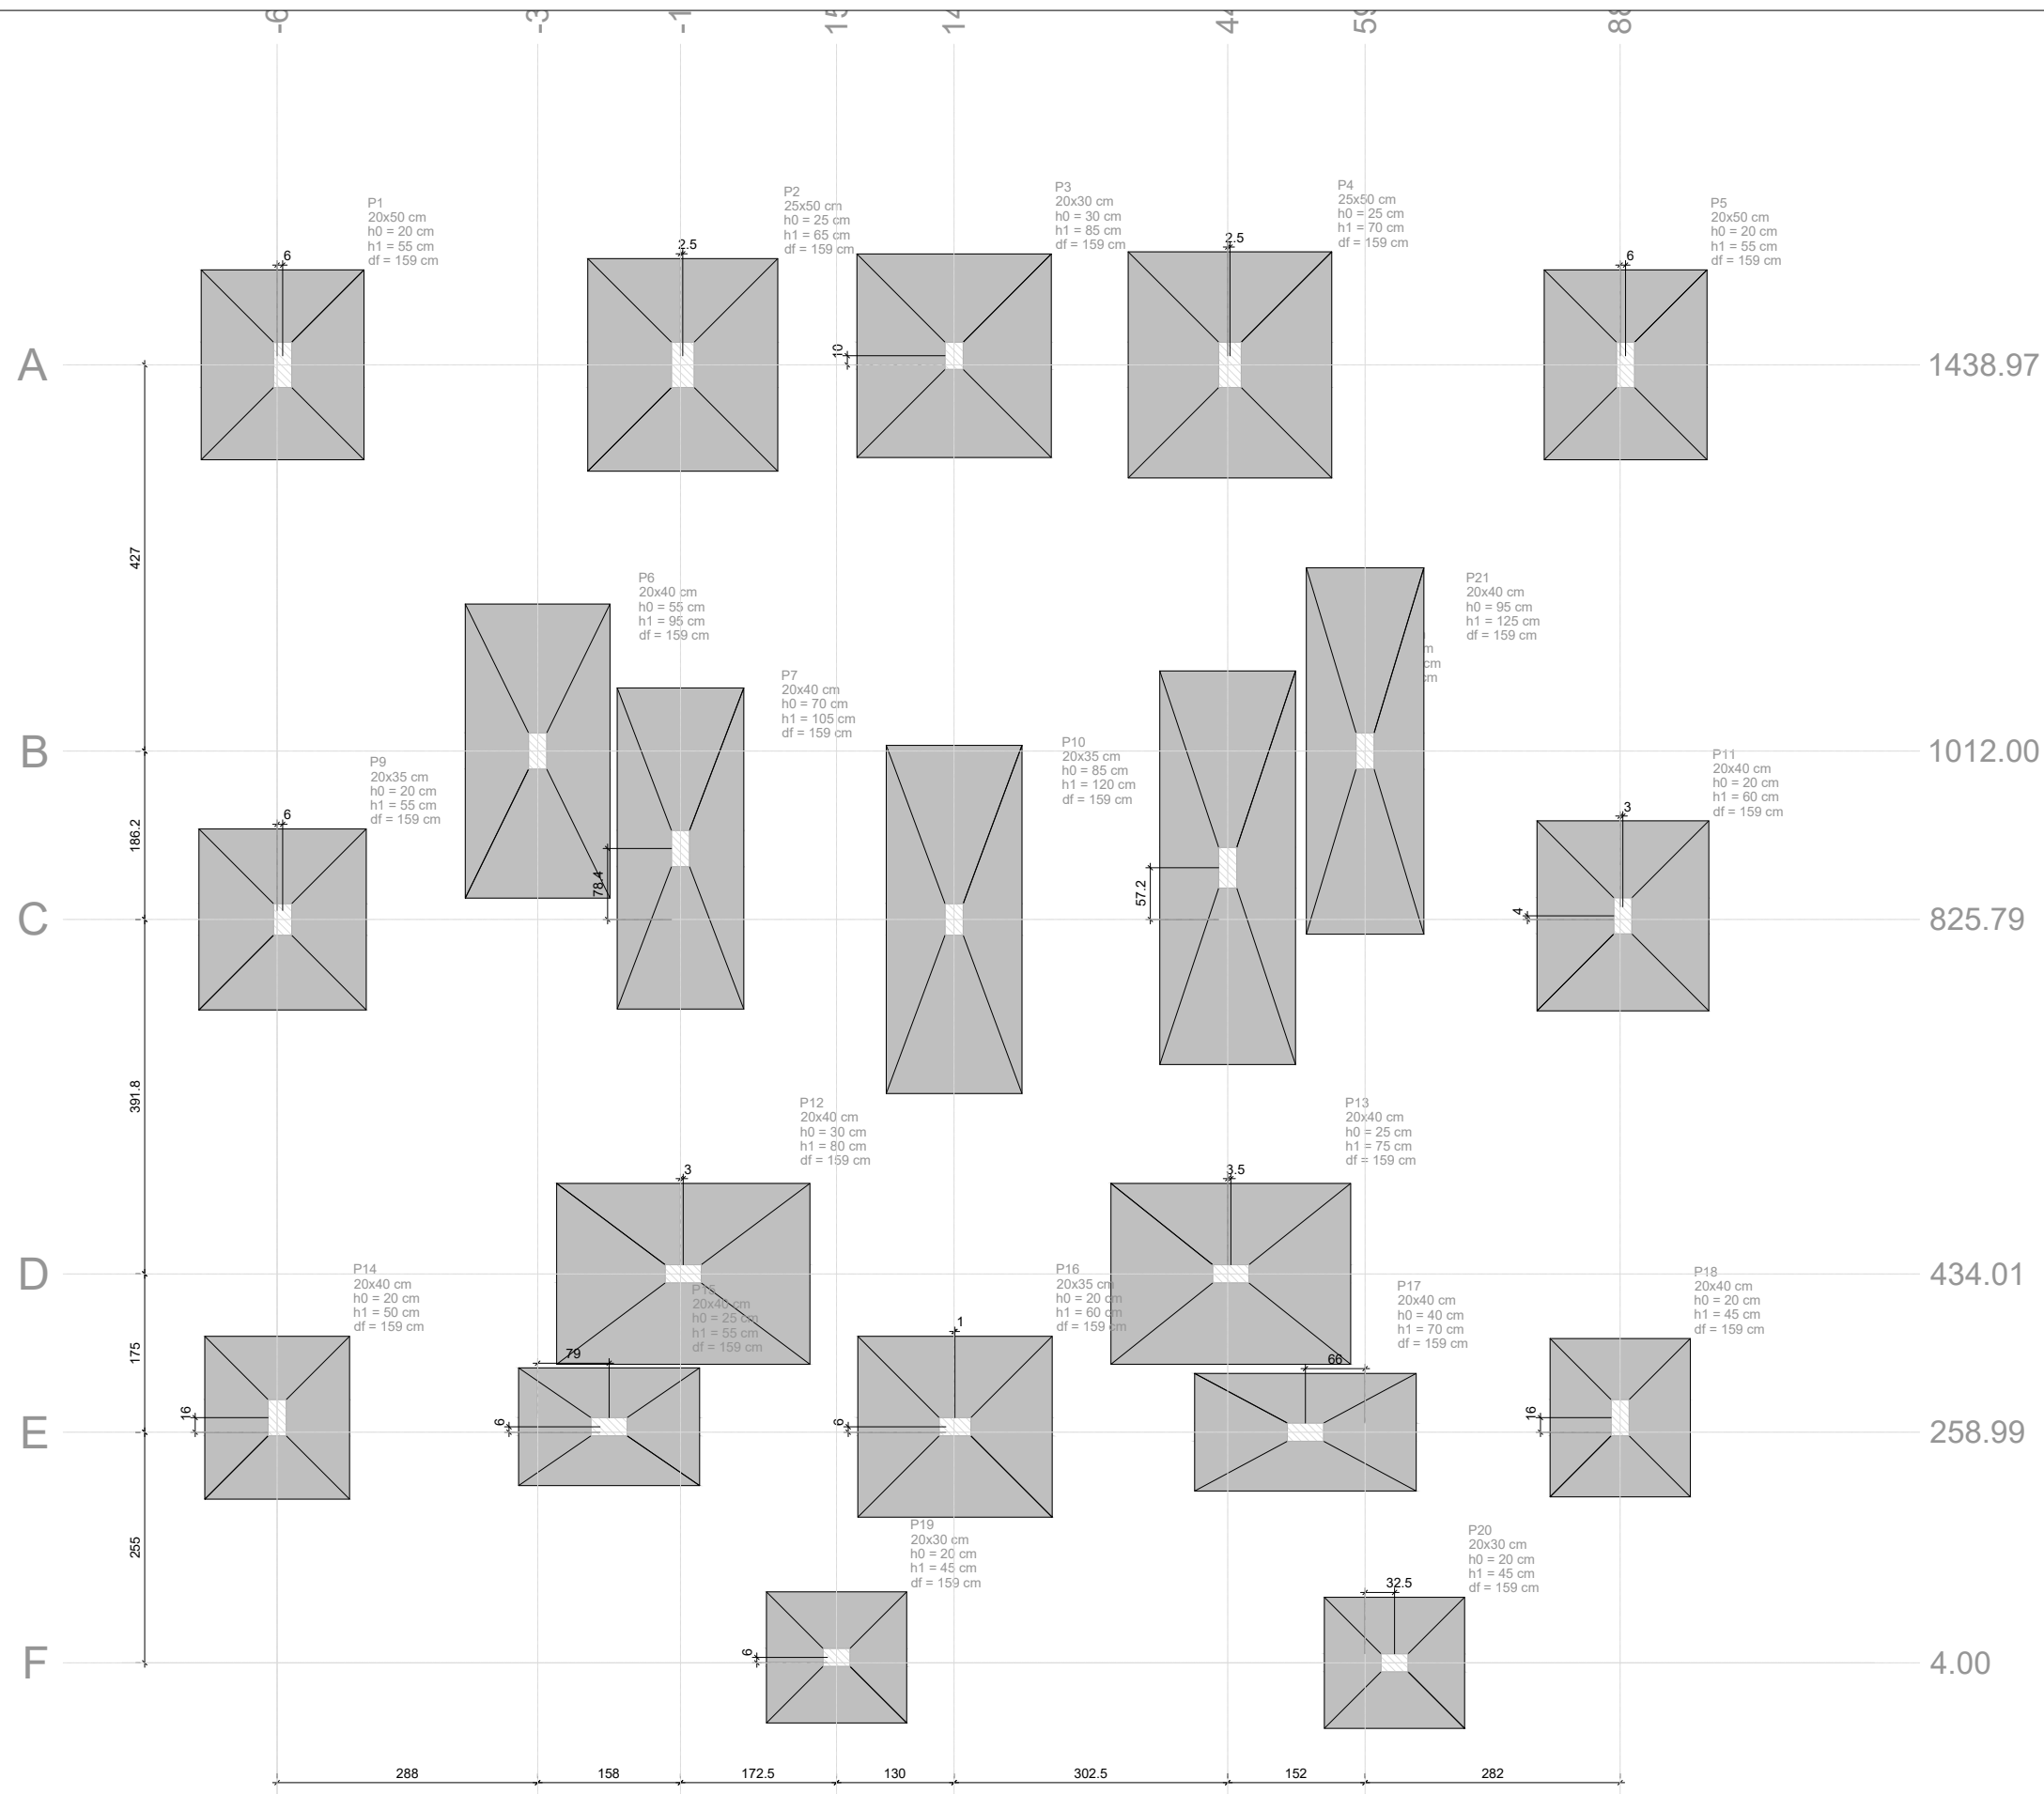 P1
20x50 cm
h0 = 20 cm
h1 = 55 cm
df = 159 cm
6
P2
25x50 cm
h0 = 25 cm
h1 = 65 cm
df = 159 cm
2.5
P3
20x30 cm
h0 = 30 cm
h1 = 85 cm
df = 159 cm
10
P4
25x50 cm
h0 = 25 cm
h1 = 70 cm
df = 159 cm
2.5
P5
20x50 cm
h0 = 20 cm
h1 = 55 cm
df = 159 cm
6
A
1438.97
427
P6
20x40 cm
h0 = 55 cm
h1 = 95 cm
df = 159 cm
P21
20x40 cm
h0 = 95 cm
h1 = 125 cm
df = 159 cm
cm
P7
20x40 cm
h0 = 70 cm
h1 = 105 cm
df = 159 cm
B
1012.00
P9
20x35 cm
h0 = 20 cm
h1 = 55 cm
df = 159 cm
6
P10
20x35 cm
h0 = 85 cm
h1 = 120 cm
df = 159 cm
P11
20x40 cm
h0 = 20 cm
h1 = 60 cm
df = 159 cm
3
186.2
78.4
57.2
4
C
825.79
391.8
P12
20x40 cm
h0 = 30 cm
h1 = 80 cm
df = 159 cm
3
P13
20x40 cm
h0 = 25 cm
h1 = 75 cm
df = 159 cm
3.5
D
434.01
P14
20x40 cm
h0 = 20 cm
h1 = 50 cm
df = 159 cm
P15
20x40 cm
h0 = 25 cm
h1 = 55 cm
df = 159 cm
P16
20x35 cm
h0 = 20 cm
h1 = 60 cm
df = 159 cm
1
P17
20x40 cm
h0 = 40 cm
h1 = 70 cm
df = 159 cm
P18
20x40 cm
h0 = 20 cm
h1 = 45 cm
df = 159 cm
175
79
66
16
6
6
16
E
258.99
255
P19
20x30 cm
h0 = 20 cm
h1 = 45 cm
df = 159 cm
6
P20
20x30 cm
h0 = 20 cm
h1 = 45 cm
df = 159 cm
32.5
F
4.00
288
158
172.5
130
302.5
152
282